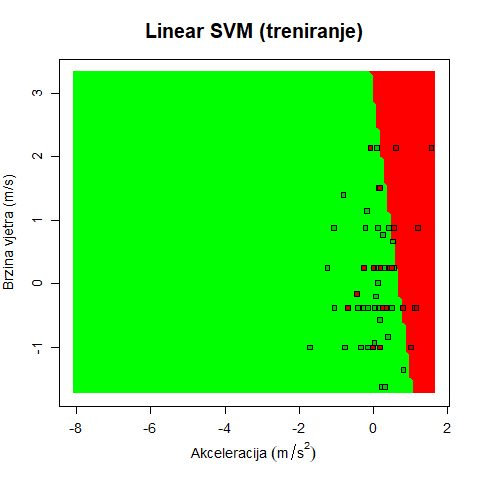 Linear SVM (treniranje)
3
2
1
0
-1
Brzina vjetra (m/s)
-8 -6 -4 -2 0 2
Akceleracija (m/s²)